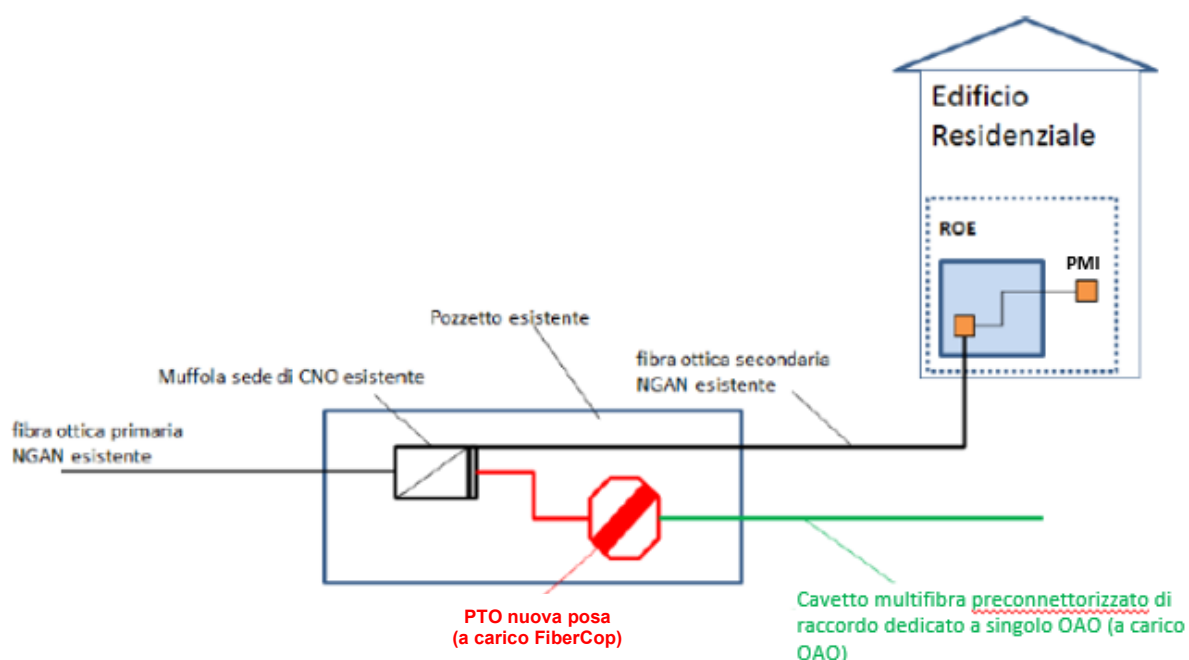 Edificio
Residenziale
ROE
PMI
Pozzetto esistente
fibra ottica secondaria
NGAN esistente
Muffola sede di CNO esistente
fibra ottica primaria
NGAN esistente
PTO nuova posa
(a carico FiberCop)
Cavetto multifibra preconnettorizzato di
raccordo dedicato a singolo OAO (a carico
OAO)